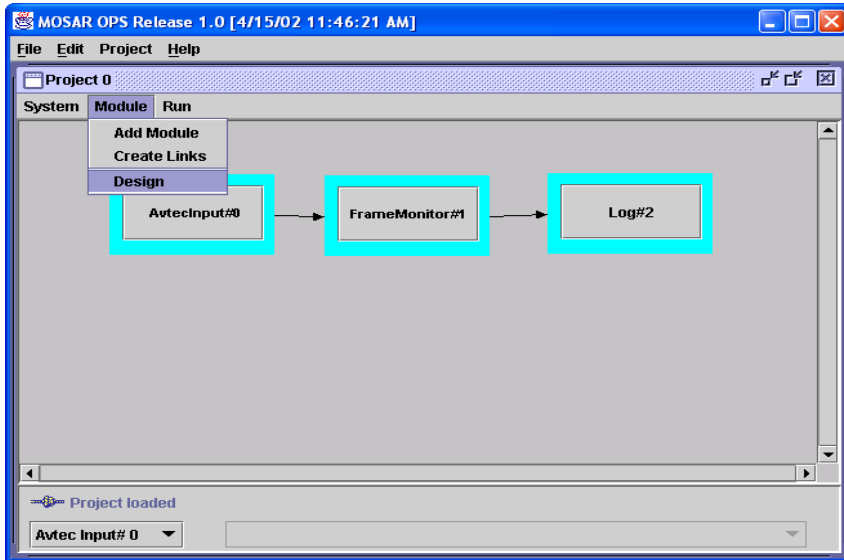 MOSAR OPS Release 1.0 [4/15/02 11:46:21 AM]
File Edit Project Help
Project 0
System Module Run
Add Module
Create Links
Design
AvtecInput#0
FrameMonitor#1
Log#2
Project loaded
Avtec Input# 0